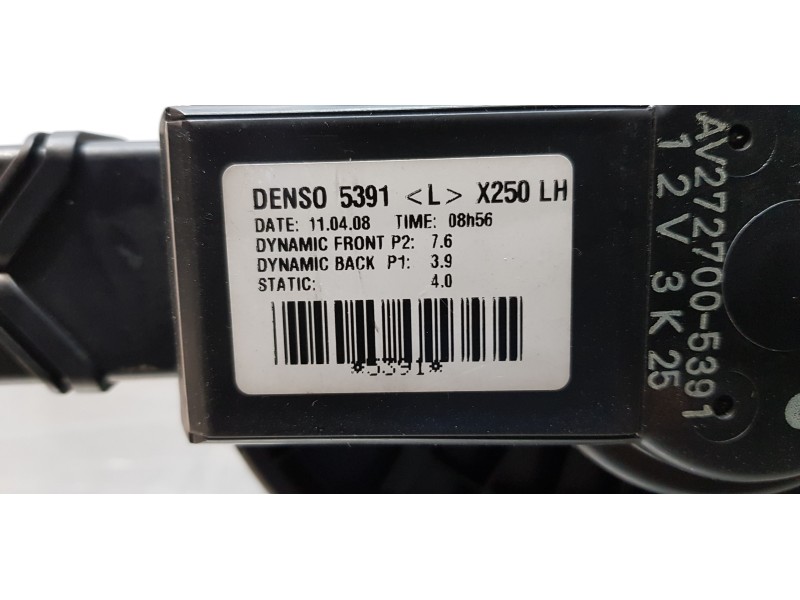 DENSO 5391 <L> X250 LH
DATE: 11.04.08 TIME: 08h56
DYNAMIC FRONT P2: 7.6
DYNAMIC BACK P1: 3.9
STATIC: 4.0
*5391*
AV272700-5391
12V 3K25